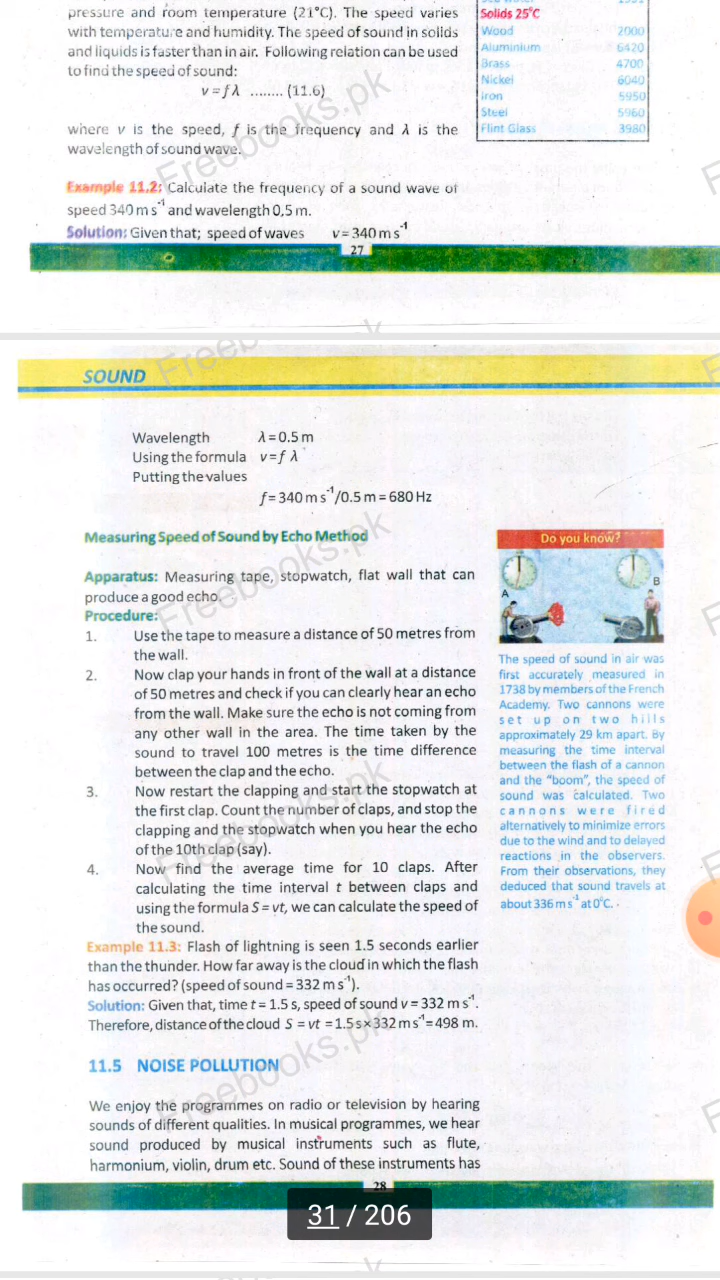 pressure and room temperature (21°C). The speed varies
with temperature and humidity. The speed of sound in solids
and liquids is faster than in air. Following relation can be used
to find the speed of sound:
v = f λ ........ (11.6)
where v is the speed, f is the frequency and λ is the
wavelength of sound wave.
Example 11.2: Calculate the frequency of a sound wave of
speed 340 m s⁻¹ and wavelength 0.5 m.
Solution: Given that; speed of waves v = 340 m s⁻¹
Solids 25°C
Wood 2000
Aluminium 6420
Brass 4700
Nickel 6040
Iron 5950
Steel 5960
Flint Glass 3980
27
SOUND
Wavelength λ = 0.5 m
Using the formula v = f λ
Putting the values
f = 340 m s⁻¹/0.5 m = 680 Hz
Measuring Speed of Sound by Echo Method
Apparatus: Measuring tape, stopwatch, flat wall that can
produce a good echo.
Procedure:
1. Use the tape to measure a distance of 50 metres from
the wall.
2. Now clap your hands in front of the wall at a distance
of 50 metres and check if you can clearly hear an echo
from the wall. Make sure the echo is not coming from
any other wall in the area. The time taken by the
sound to travel 100 metres is the time difference
between the clap and the echo.
3. Now restart the clapping and start the stopwatch at
the first clap. Count the number of claps, and stop the
clapping and the stopwatch when you hear the echo
of the 10th clap (say).
4. Now find the average time for 10 claps. After
calculating the time interval t between claps and
using the formula S = vt, we can calculate the speed of
the sound.
Example 11.3: Flash of lightning is seen 1.5 seconds earlier
than the thunder. How far away is the cloud in which the flash
has occurred? (speed of sound = 332 m s⁻¹).
Solution: Given that, time t = 1.5 s, speed of sound v = 332 m s⁻¹.
Therefore, distance of the cloud S = vt = 1.5 s × 332 m s⁻¹ = 498 m.
11.5 NOISE POLLUTION
We enjoy the programmes on radio or television by hearing
sounds of different qualities. In musical programmes, we hear
sound produced by musical instruments such as flute,
harmonium, violin, drum etc. Sound of these instruments has
Do you know?
A
B
The speed of sound in air was
first accurately measured in
1738 by members of the French
Academy. Two cannons were
set up on two hills
approximately 29 km apart. By
measuring the time interval
between the flash of a cannon
and the "boom", the speed of
sound was calculated. Two
cannons were fired
alternatively to minimize errors
due to the wind and to delayed
reactions in the observers.
From their observations, they
deduced that sound travels at
about 336 m s⁻¹ at 0°C.
28
31 / 206
Freebooks.pk
Freebooks.pk
Freebooks.pk
Freebooks.pk